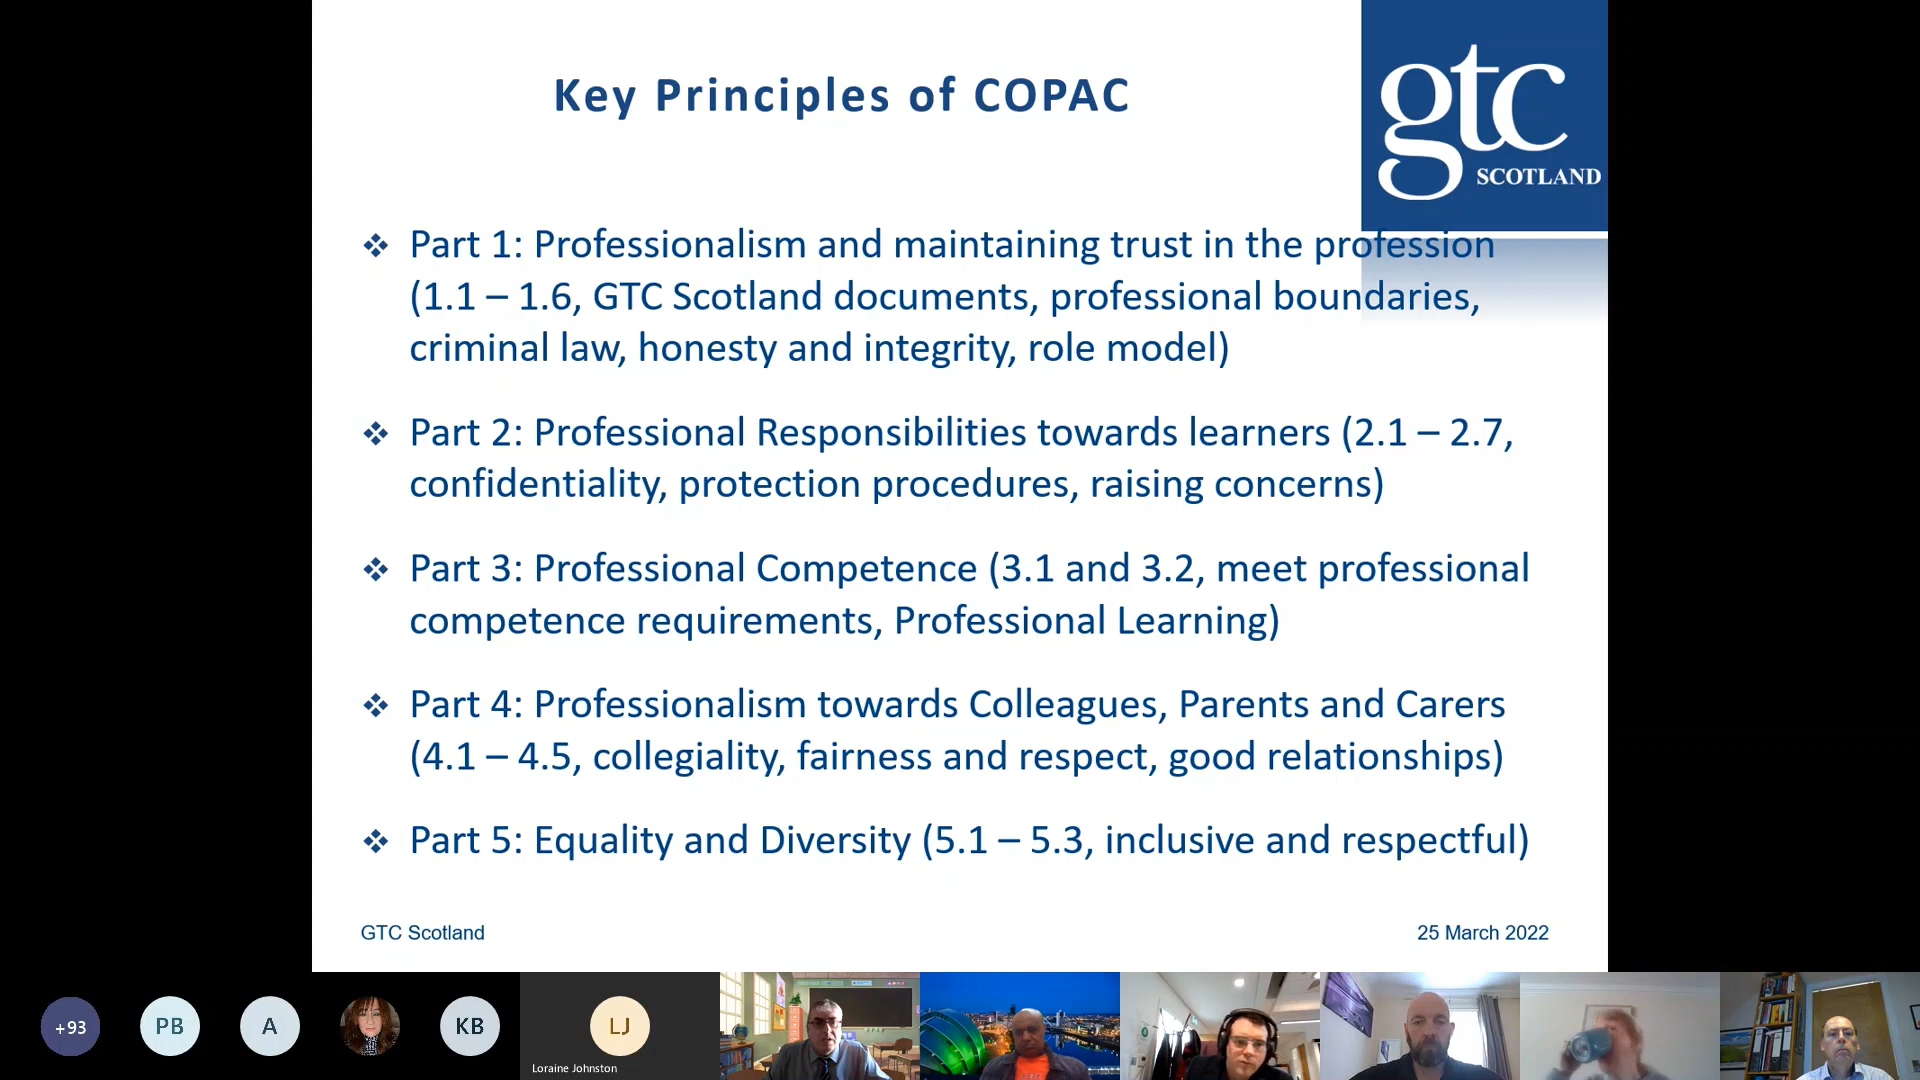 Key Principles of COPAC
gtc
SCOTLAND
❖ Part 1: Professionalism and maintaining trust in the profession
(1.1 – 1.6, GTC Scotland documents, professional boundaries,
criminal law, honesty and integrity, role model)
❖ Part 2: Professional Responsibilities towards learners (2.1 – 2.7,
confidentiality, protection procedures, raising concerns)
❖ Part 3: Professional Competence (3.1 and 3.2, meet professional
competence requirements, Professional Learning)
❖ Part 4: Professionalism towards Colleagues, Parents and Carers
(4.1 – 4.5, collegiality, fairness and respect, good relationships)
❖ Part 5: Equality and Diversity (5.1 – 5.3, inclusive and respectful)
GTC Scotland
25 March 2022
+93
PB
A
KB
LJ
Loraine Johnston